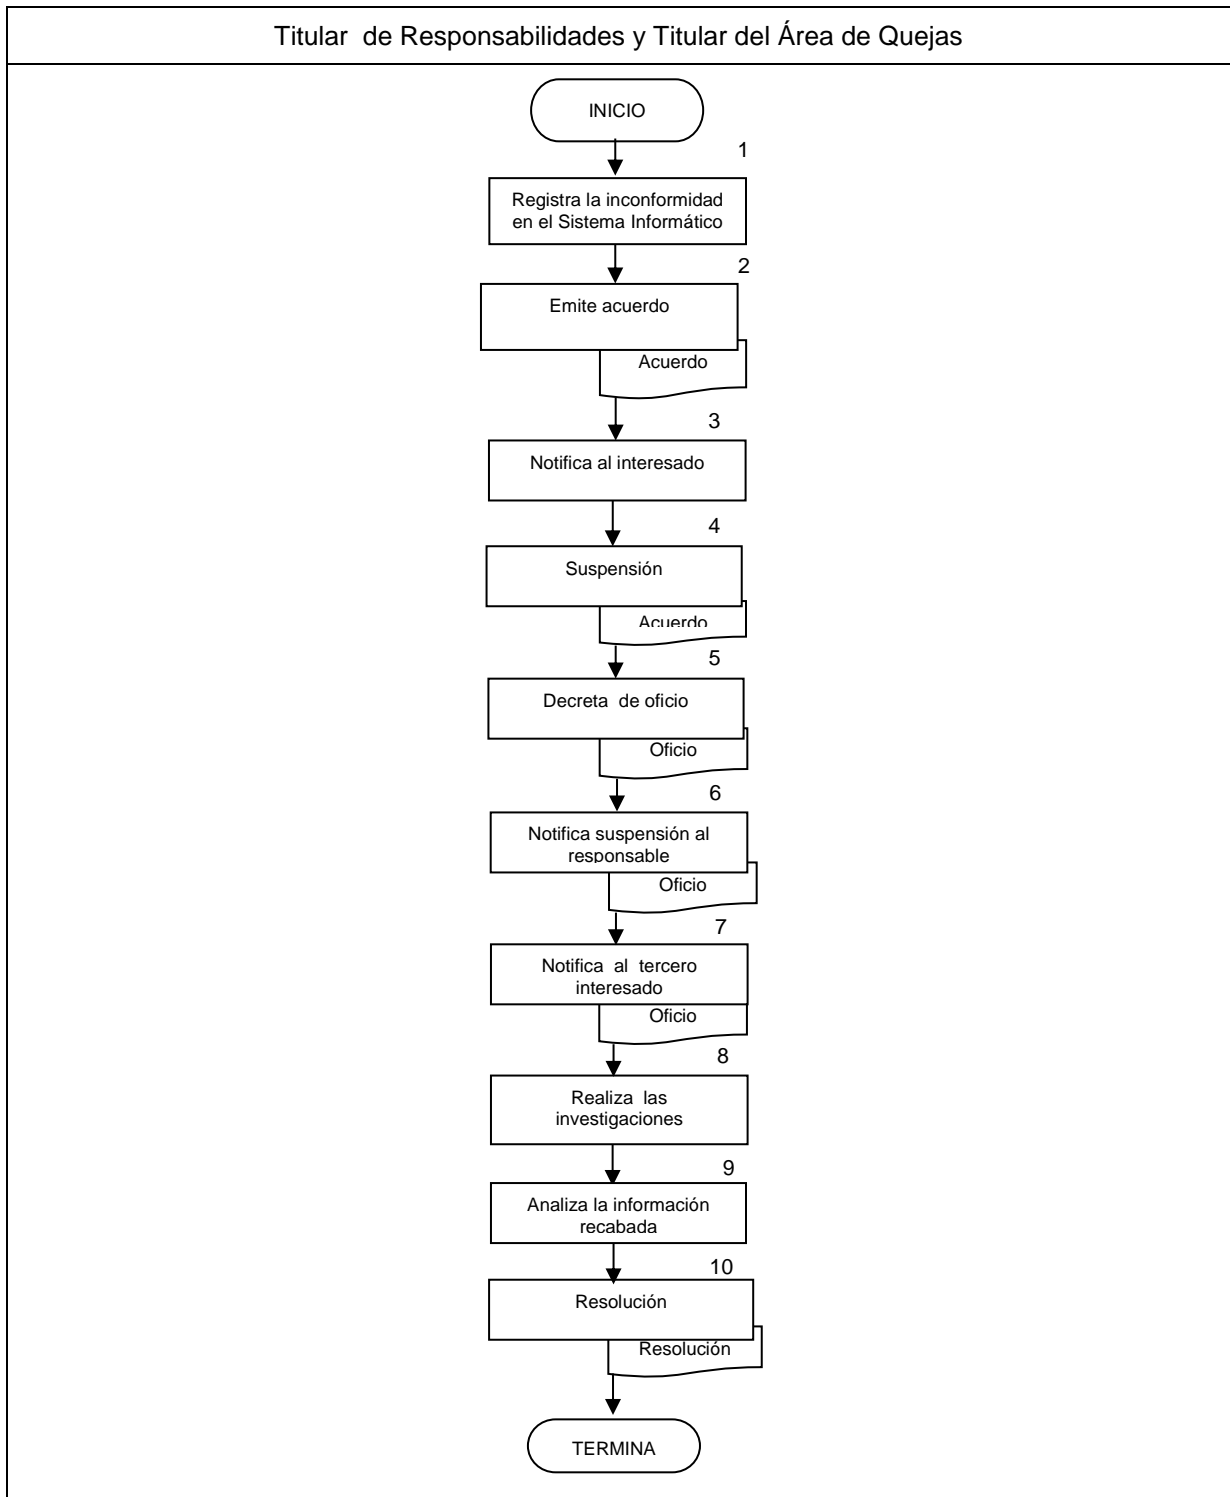 Titular de Responsabilidades y Titular del Área de Quejas
INICIO
1
Registra la inconformidad
en el Sistema Informático
2
Emite acuerdo
Acuerdo
3
Notifica al interesado
4
Suspensión
Acuerdo
5
Decreta de oficio
Oficio
6
Notifica suspensión al
responsable
Oficio
7
Notifica al tercero
interesado
Oficio
8
Realiza las
investigaciones
9
Analiza la información
recabada
10
Resolución
Resolución
TERMINA